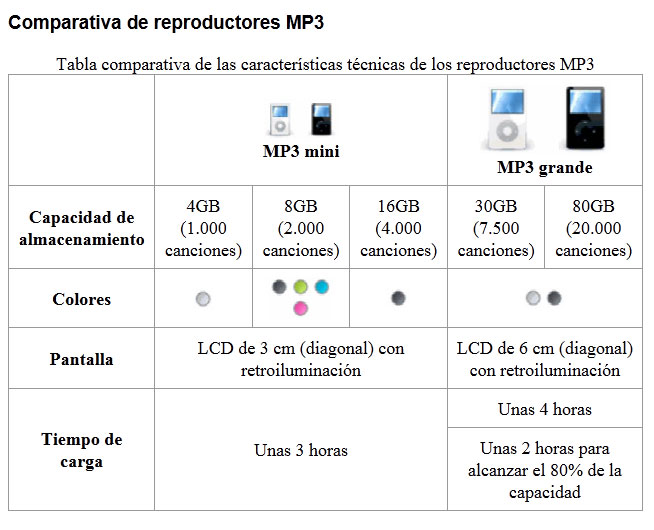 Comparativa de reproductores MP3
Tabla comparativa de las características técnicas de los reproductores MP3
MP3 mini
MP3 grande
Capacidad de
almacenamiento
4GB
(1.000
canciones)
8GB
(2.000
canciones)
16GB
(4.000
canciones)
30GB
(7.500
canciones)
80GB
(20.000
canciones)
Colores
Pantalla
LCD de 3 cm (diagonal) con
retroiluminación
LCD de 6 cm (diagonal)
con retroiluminación
Tiempo de
carga
Unas 3 horas
Unas 4 horas
Unas 2 horas para
alcanzar el 80% de la
capacidad